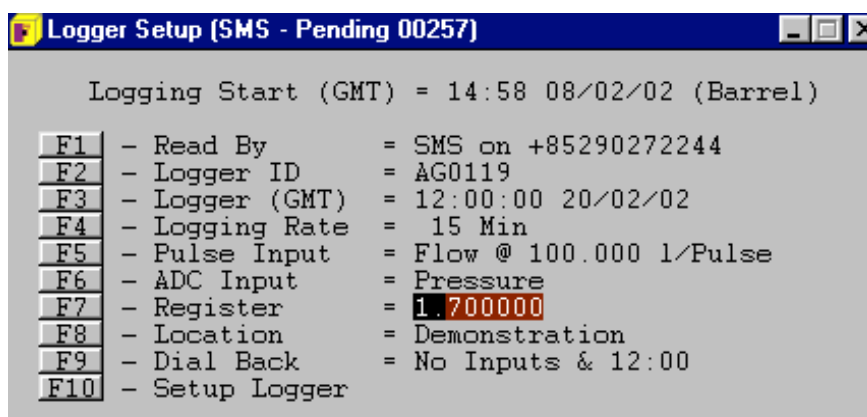 Logger Setup (SMS - Pending 00257)
Logging Start (GMT) = 14:58 08/02/02 (Barrel)
F1 - Read By = SMS on +85290272244
F2 - Logger ID = AG0119
F3 - Logger (GMT) = 12:00:00 20/02/02
F4 - Logging Rate = 15 Min
F5 - Pulse Input = Flow @ 100.000 l/Pulse
F6 - ADC Input = Pressure
F7 - Register = 1.700000
F8 - Location = Demonstration
F9 - Dial Back = No Inputs & 12:00
F10 - Setup Logger